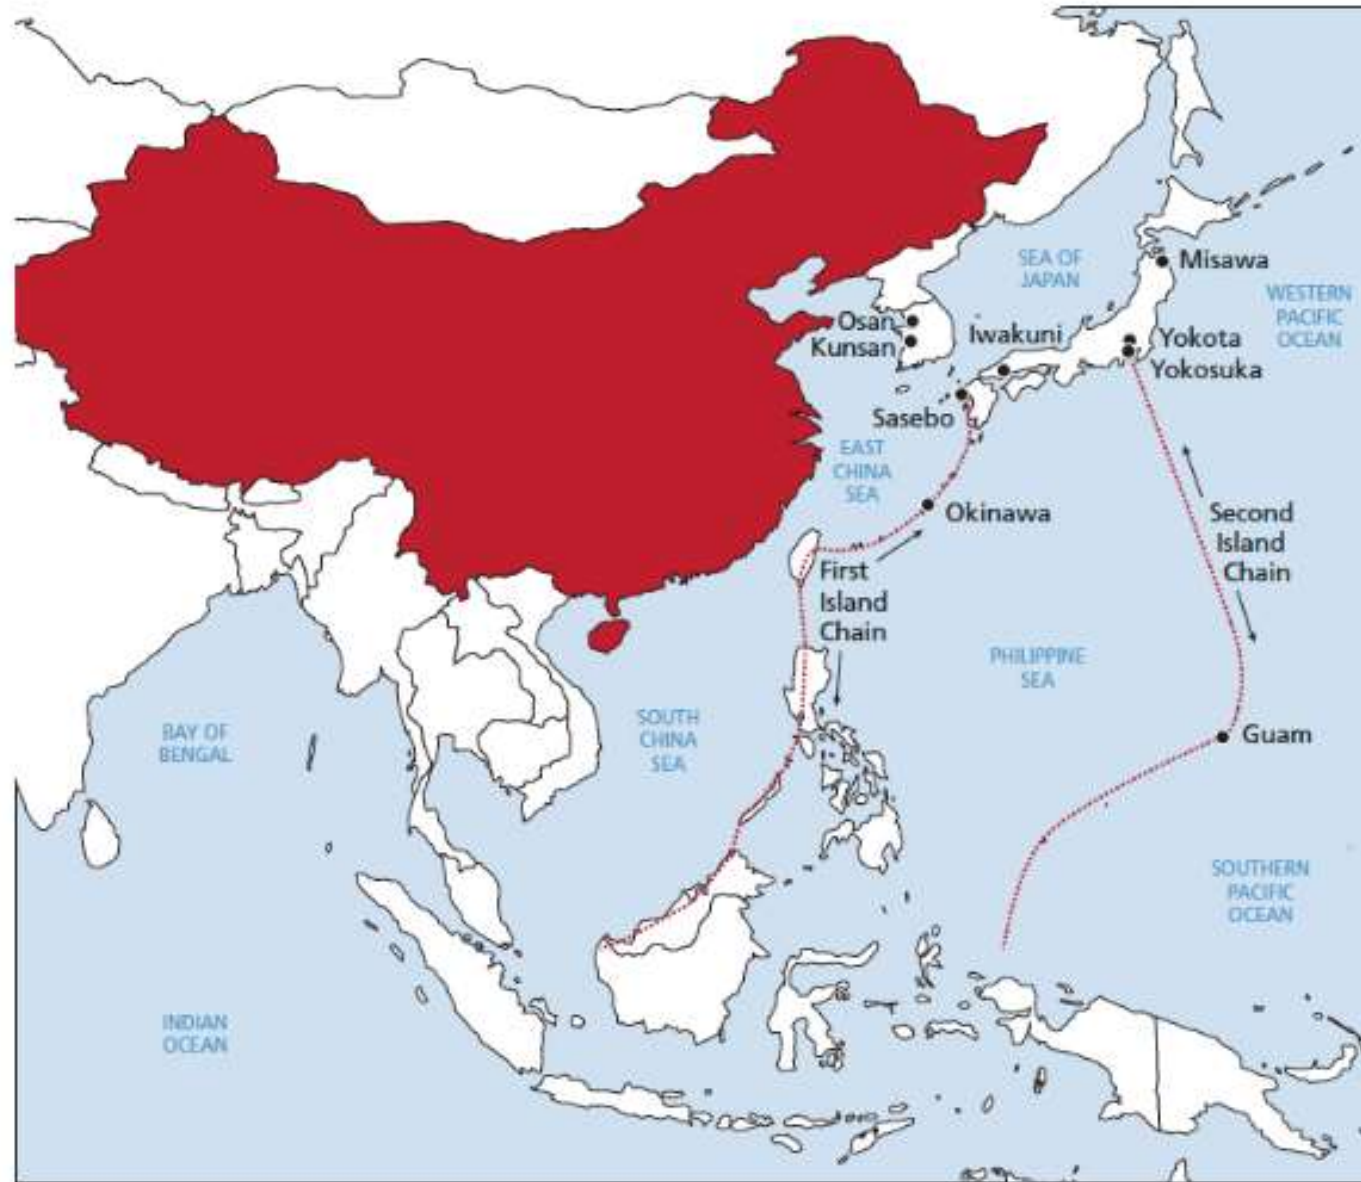 SEA OF
JAPAN
Misawa
WESTERN
PACIFIC
OCEAN
Osan
Kunsan
Iwakuni
Yokota
Yokosuka
Sasebo
EAST
CHINA
SEA
Okinawa
Second
Island
Chain
First
Island
Chain
PHILIPPINE
SEA
SOUTH
CHINA
SEA
BAY OF
BENGAL
Guam
SOUTHERN
PACIFIC
OCEAN
INDIAN
OCEAN